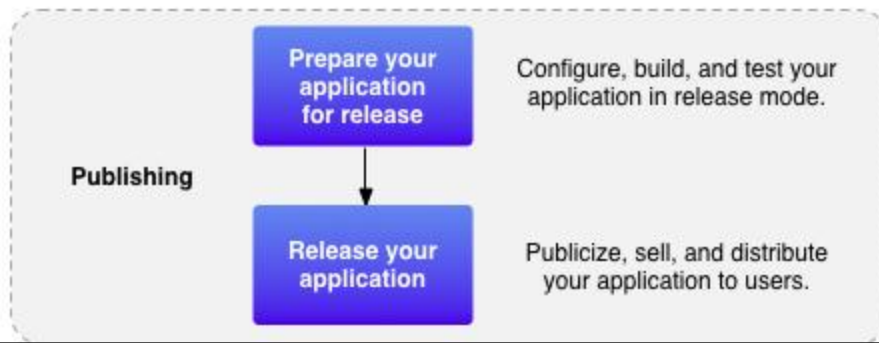 Prepare your
application
for release
Configure, build, and test your
application in release mode.
Publishing
Release your
application
Publicize, sell, and distribute
your application to users.